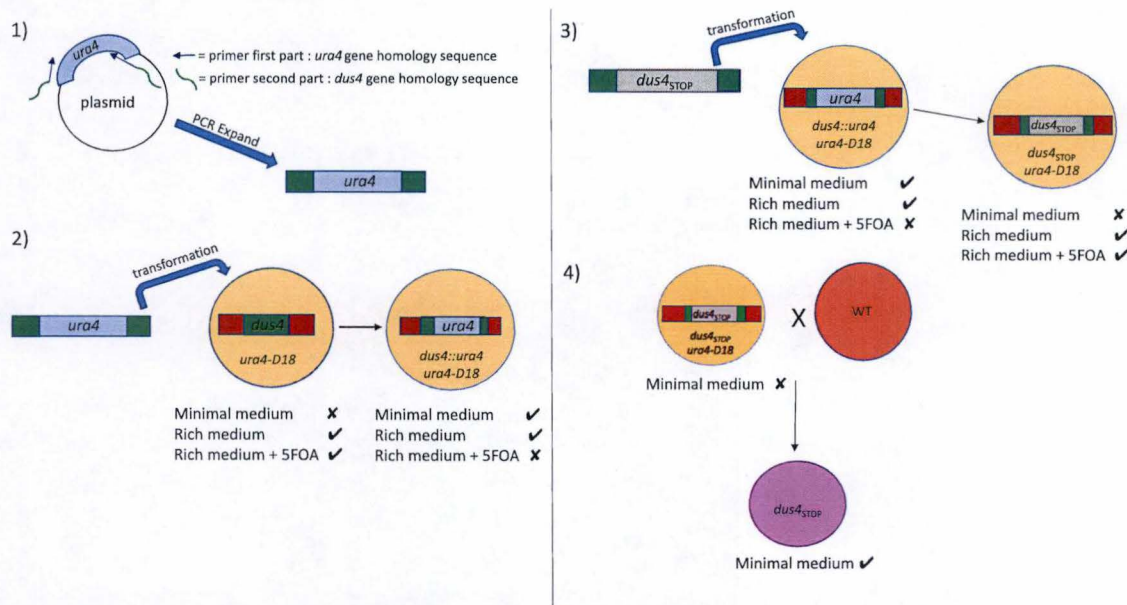 1)
ura4
= primer first part : ura4 gene homology sequence
= primer second part : dus4 gene homology sequence
plasmid
PCR Expand
ura4
2)
transformation
ura4
dus4
ura4-D18
ura4
dus4::ura4
ura4-D18
Minimal medium ✘
Rich medium ✔
Rich medium + 5FOA ✔
Minimal medium ✔
Rich medium ✔
Rich medium + 5FOA ✘
3)
transformation
dus4STOP
ura4
dus4::ura4
ura4-D18
dus4STOP
dus4STOP
ura4-D18
Minimal medium ✔
Rich medium ✔
Rich medium + 5FOA ✘
Minimal medium ✘
Rich medium ✔
Rich medium + 5FOA ✔
4)
dus4STOP
dus4STOP
ura4-D18
X
WT
Minimal medium ✘
dus4STOP
Minimal medium ✔